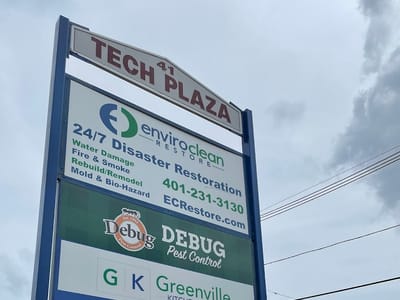 41
TECH PLAZA
enviroclean
RESTORE
24/7 Disaster Restoration
Water Damage
Fire & Smoke
Rebuild/Remodel
Mold & Bio-Hazard
401-231-3130
ECRestore.com
Debug
DEBUG
Pest Control
G K
Greenville